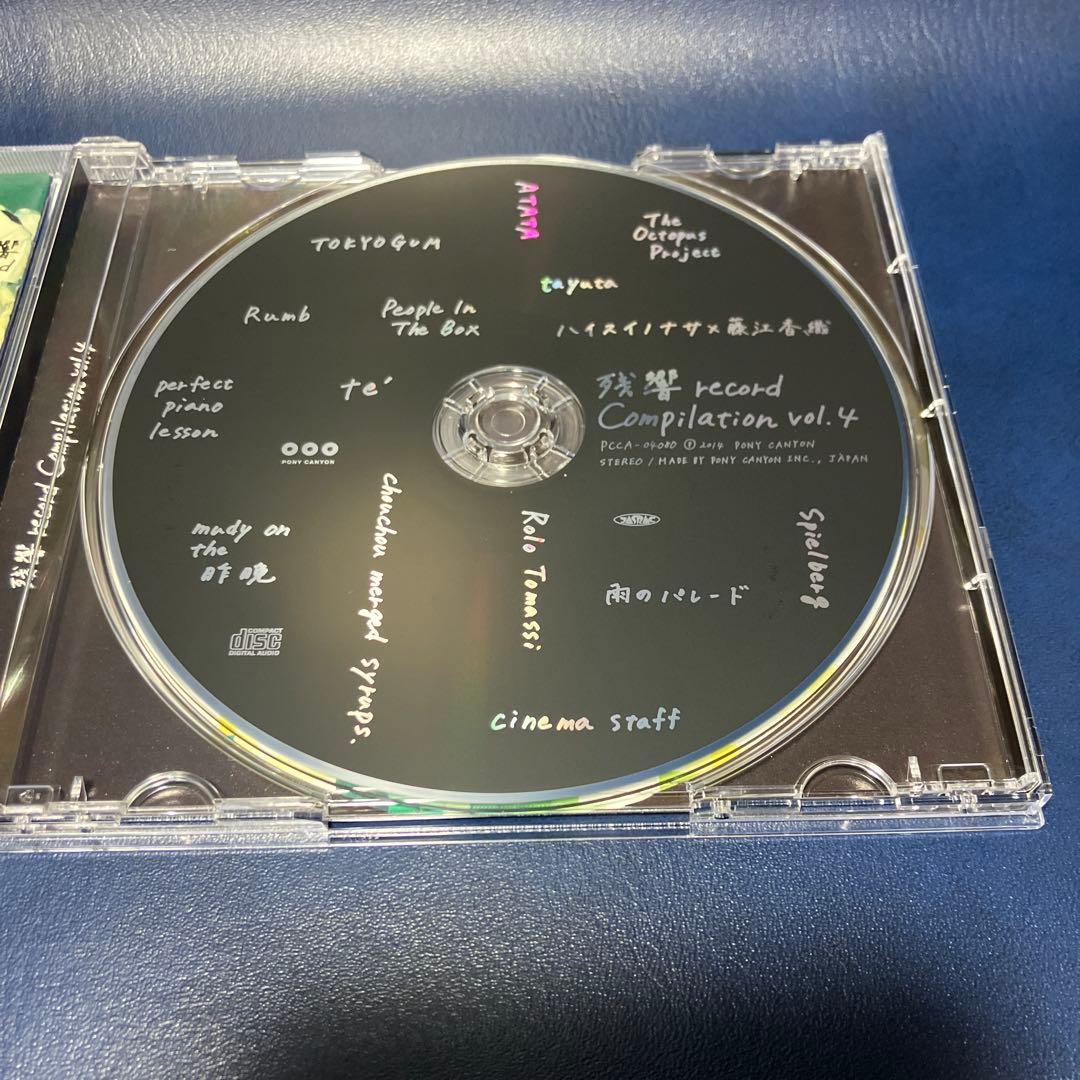 ATATA
TOKYOGUM
The
Octopus
Project
tayuta
Rumb
People In
The Box
ハイスイノナサ×藤江香織
perfect
piano
lesson
te'
残響 record
Compilation vol.4
PCCA-04080 Ⓟ2014 PONY CANYON
STEREO / MADE BY PONY CANYON INC., JAPAN
PONY CANYON
mudy on
the
昨晩
chouchou merged syrups.
Rolo Tomassi
JASRAC
Spielberg
雨のパレード
COMPACT
disc
DIGITAL AUDIO
cinema staff
残響 record Compilation vol.4